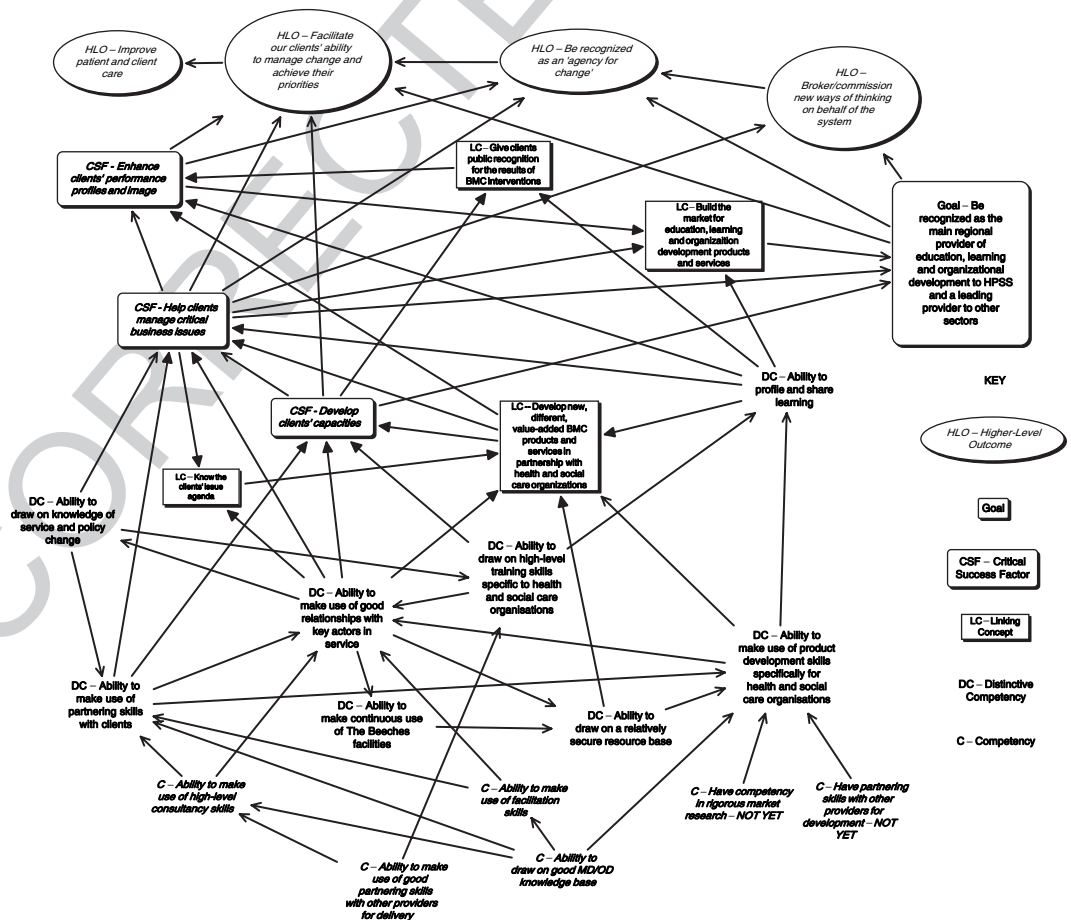 HLO – Improve
patient and client
care
HLO – Facilitate
our clients' ability
to manage change and
achieve their
priorities
HLO – Be recognized
as an 'agency for
change'
HLO –
Broker/commission
new ways of thinking
on behalf of the
system
CSF - Enhance
clients' performance
profiles and image
LC – Give clients
public recognition
for the results of
BMC interventions
LC – Build the
market for
education, learning
and organizaition
development products
and services
Goal – Be
recognized as the
main regional
provider of
education, learning
and organizational
development to HPSS
and a leading
provider to other
sectors
CSF - Help clients
manage critical
business issues
DC – Ability to
profile and share
learning
CSF - Develop
clients' capacities
LC – Develop new,
different,
value-added BMC
products and
services in
partnership with
health and social
care organizations
LC – Know the
clients' issue
agenda
DC – Ability to
draw on knowledge of
service and policy
change
DC – Ability to
draw on high-level
training skills
specific to health
and social care
organisations
DC – Ability to
make use of good
relationships with
key actors in
service
DC – Ability to
make use of product
development skills
specifically for
health and social
care organisations
DC – Ability to
make use of
partnering skills
with clients
DC – Ability to
make continuous use
of The Beeches
facilities
DC – Ability to
draw on a relatively
secure resource base
C – Ability to make
use of high-level
consultancy skills
C – Ability to make
use of facilitation
skills
C – Have competency
in rigorous market
research – NOT YET
C – Have partnering
skills with other
providers for
development – NOT
YET
C – Ability to make
use of good
partnering skills
with other providers
for delivery
C – Abilitly to
draw on good MD/OD
knowledge base
KEY
HLO – Higher-Level
Outcome
Goal
CSF – Critical
Success Factor
LC – Linking
Concept
DC – Distinctive
Competency
C – Competency
CORRECTE